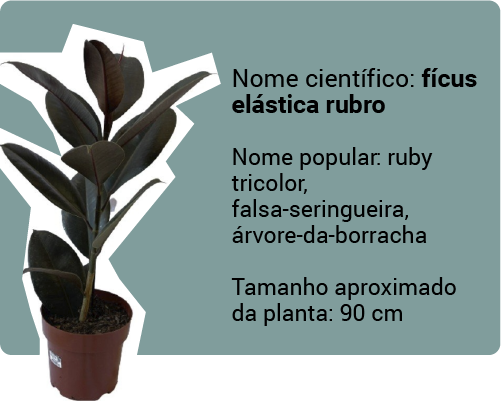 Nome científico: fícus
elástica rubro
Nome popular: ruby
tricolor,
falsa-seringueira,
árvore-da-borracha
Tamanho aproximado
da planta: 90 cm